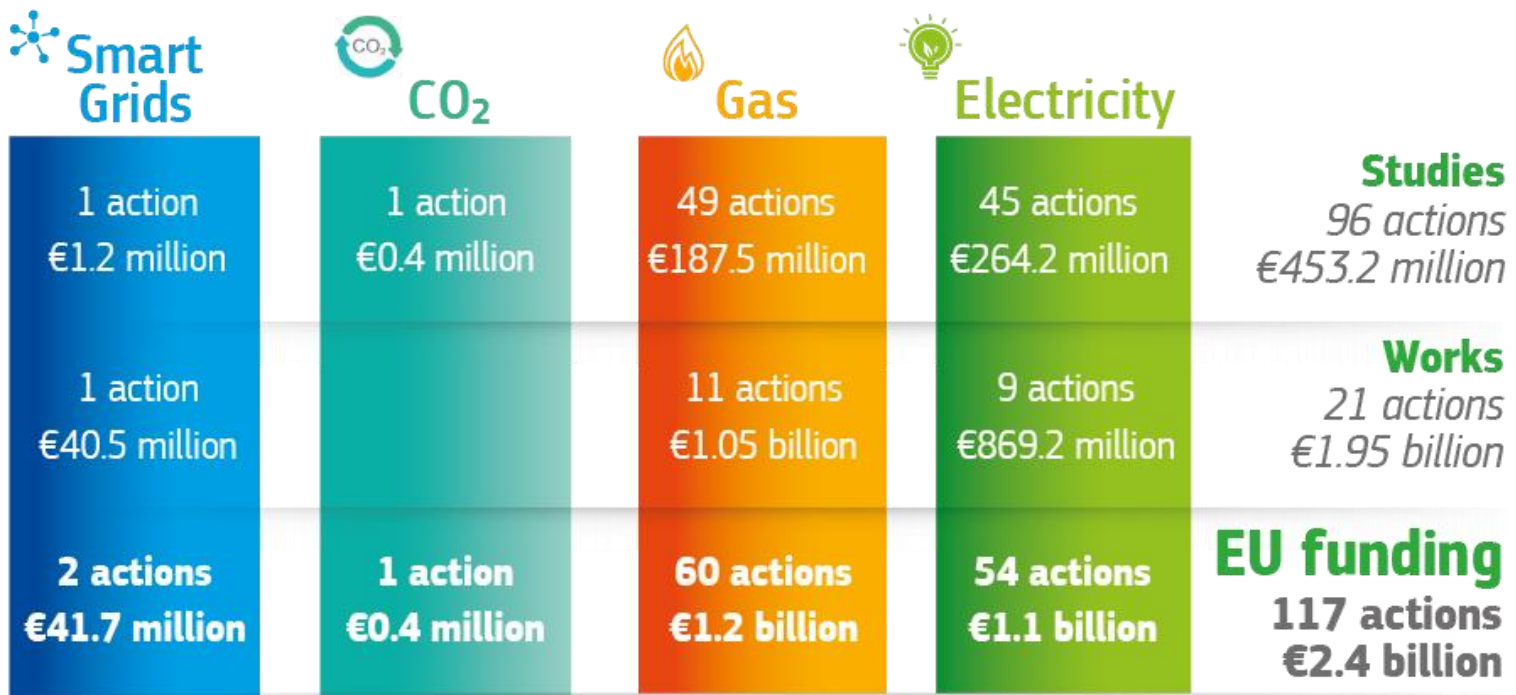 Smart
Grids
CO₂
CO₂
Gas
Electricity
1 action
€1.2 million
1 action
€0.4 million
49 actions
€187.5 million
45 actions
€264.2 million
Studies
96 actions
€453.2 million
1 action
€40.5 million
11 actions
€1.05 billion
9 actions
€869.2 million
Works
21 actions
€1.95 billion
2 actions
€41.7 million
1 action
€0.4 million
60 actions
€1.2 billion
54 actions
€1.1 billion
EU funding
117 actions
€2.4 billion